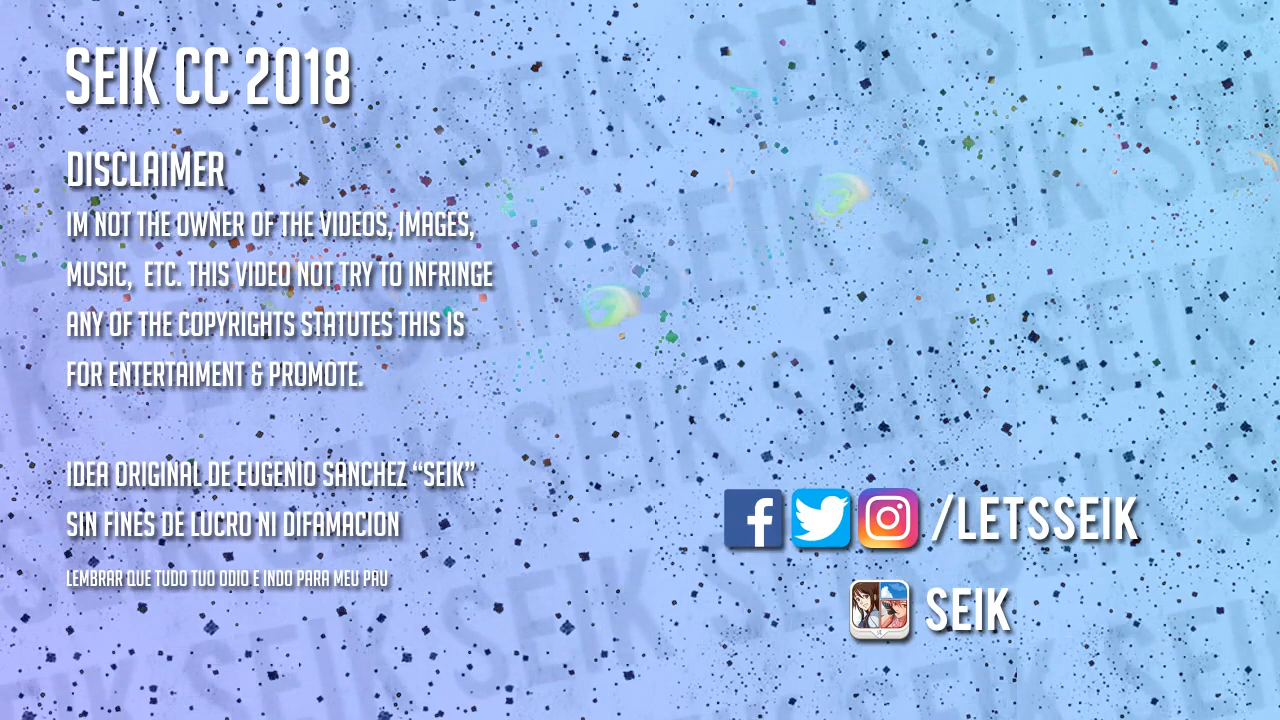 SEIK CC 2018
DISCLAIMER
IM NOT THE OWNER OF THE VIDEOS, IMAGES,
MUSIC, ETC. THIS VIDEO NOT TRY TO INFRINGE
ANY OF THE COPYRIGHTS STATUTES THIS IS
FOR ENTERTAIMENT & PROMOTE.
IDEA ORIGINAL DE EUGENIO SANCHEZ “SEIK”
SIN FINES DE LUCRO NI DIFAMACION
LEMBRAR QUE TUDO TUO ODIO E INDO PARA MEU PAU
/LETSSEIK
SEIK